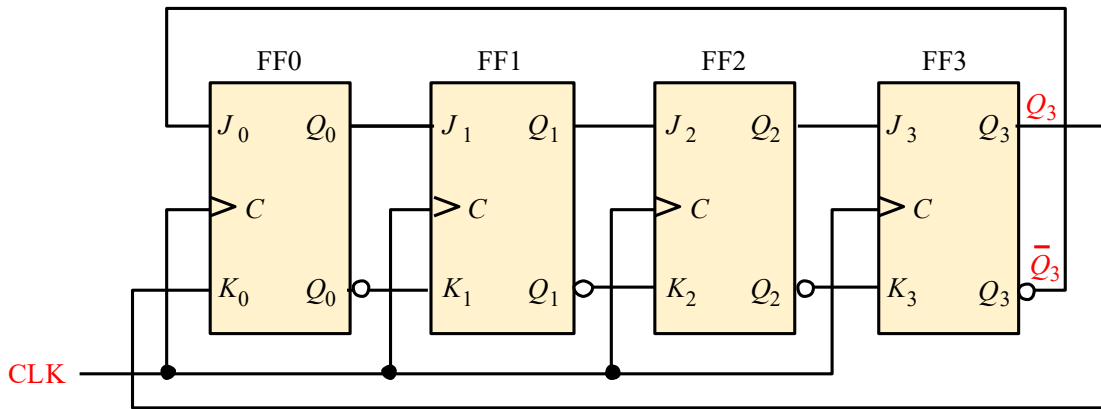 FF0 FF1 FF2 FF3
J0 Q0 J1 Q1 J2 Q2 J3 Q3 Q3
C C C C
K0 Q0 K1 Q1 K2 Q2 K3 Q3 Q̅3
CLK